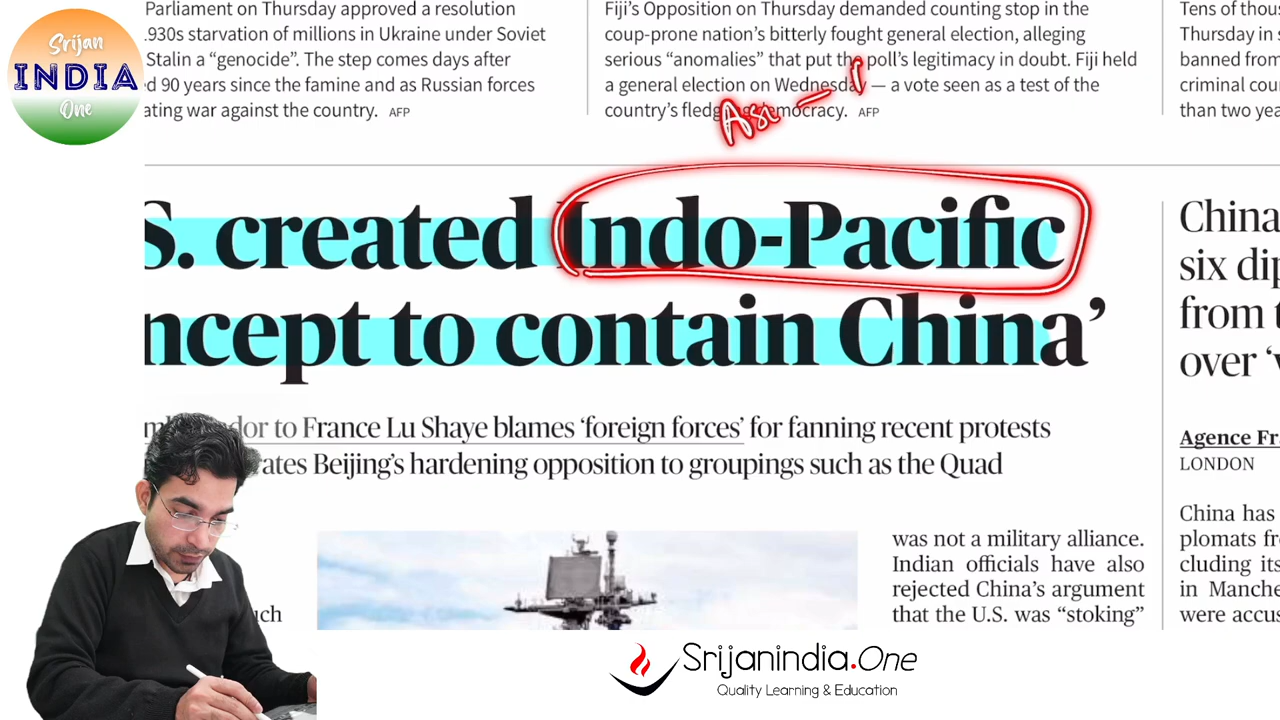 Srijan
INDIA
One
Parliament on Thursday approved a resolution
.930s starvation of millions in Ukraine under Soviet
Stalin a “genocide”. The step comes days after
d 90 years since the famine and as Russian forces
ating war against the country. AFP
Fiji’s Opposition on Thursday demanded counting stop in the
coup-prone nation’s bitterly fought general election, alleging
serious “anomalies” that put the poll’s legitimacy in doubt. Fiji held
a general election on Wednesday — a vote seen as a test of the
country’s democracy. AFP
Tens of thou
Thursday in s
banned from
criminal cou
than two yea
S. created Indo-Pacific
ncept to contain China’
dor to France Lu Shaye blames ‘foreign forces’ for fanning recent protests
rates Beijing’s hardening opposition to groupings such as the Quad
uch
was not a military alliance.
Indian officials have also
rejected China’s argument
that the U.S. was “stoking”
China
six dip
from t
over ‘
Agence Fra
LONDON
China has
plomats fr
cluding its
in Manche
were accus
Srijanindia.One
Quality Learning & Education